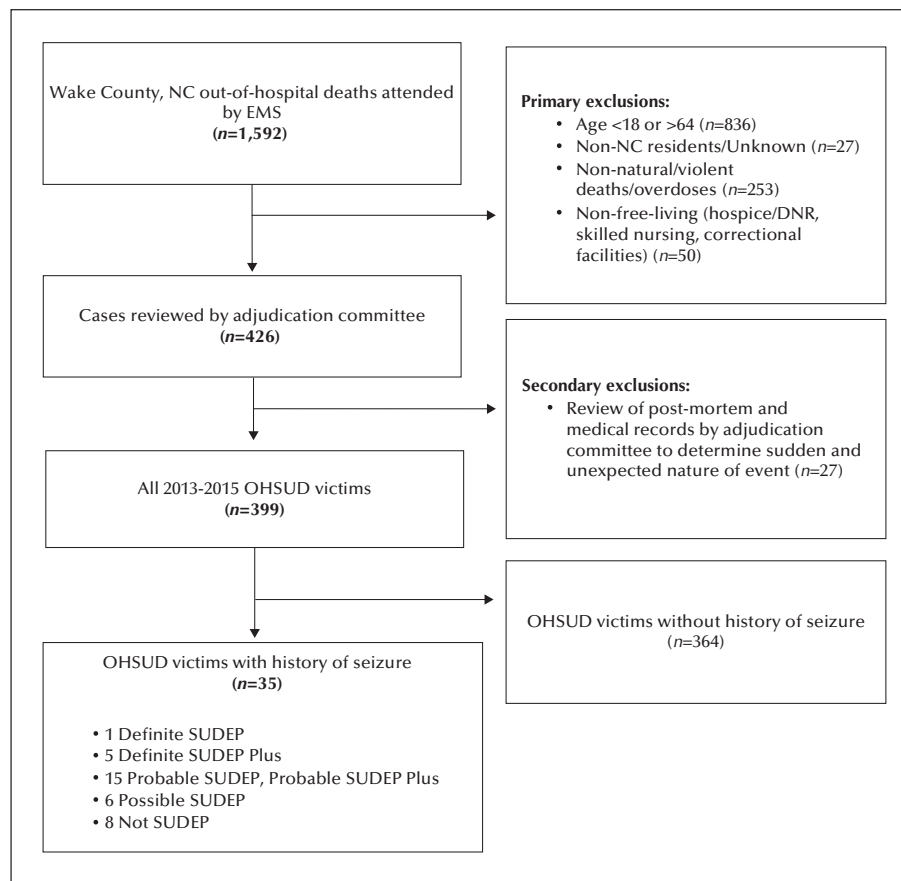 Wake County, NC out-of-hospital deaths attended
by EMS
(n=1,592)
Primary exclusions:
• Age <18 or >64 (n=836)
• Non-NC residents/Unknown (n=27)
• Non-natural/violent
deaths/overdoses (n=253)
• Non-free-living (hospice/DNR,
skilled nursing, correctional
facilities) (n=50)
Cases reviewed by adjudication committee
(n=426)
Secondary exclusions:
• Review of post-mortem and
medical records by adjudication
committee to determine sudden and
unexpected nature of event (n=27)
All 2013-2015 OHSUD victims
(n=399)
OHSUD victims without history of seizure
(n=364)
OHSUD victims with history of seizure
(n=35)
• 1 Definite SUDEP
• 5 Definite SUDEP Plus
• 15 Probable SUDEP, Probable SUDEP Plus
• 6 Possible SUDEP
• 8 Not SUDEP